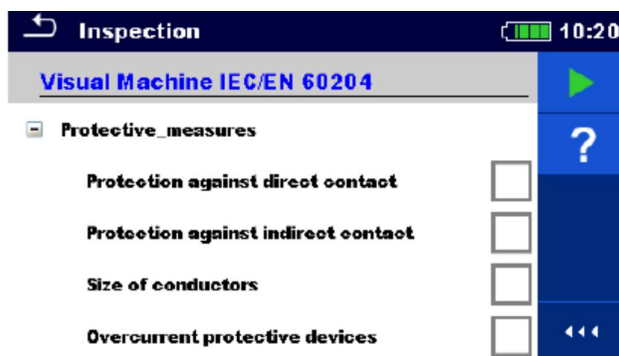 Inspection 10:20
Visual Machine IEC/EN 60204
Protective_measures
?
Protection against direct contact
Protection against indirect contact
Size of conductors
Overcurrent protective devices